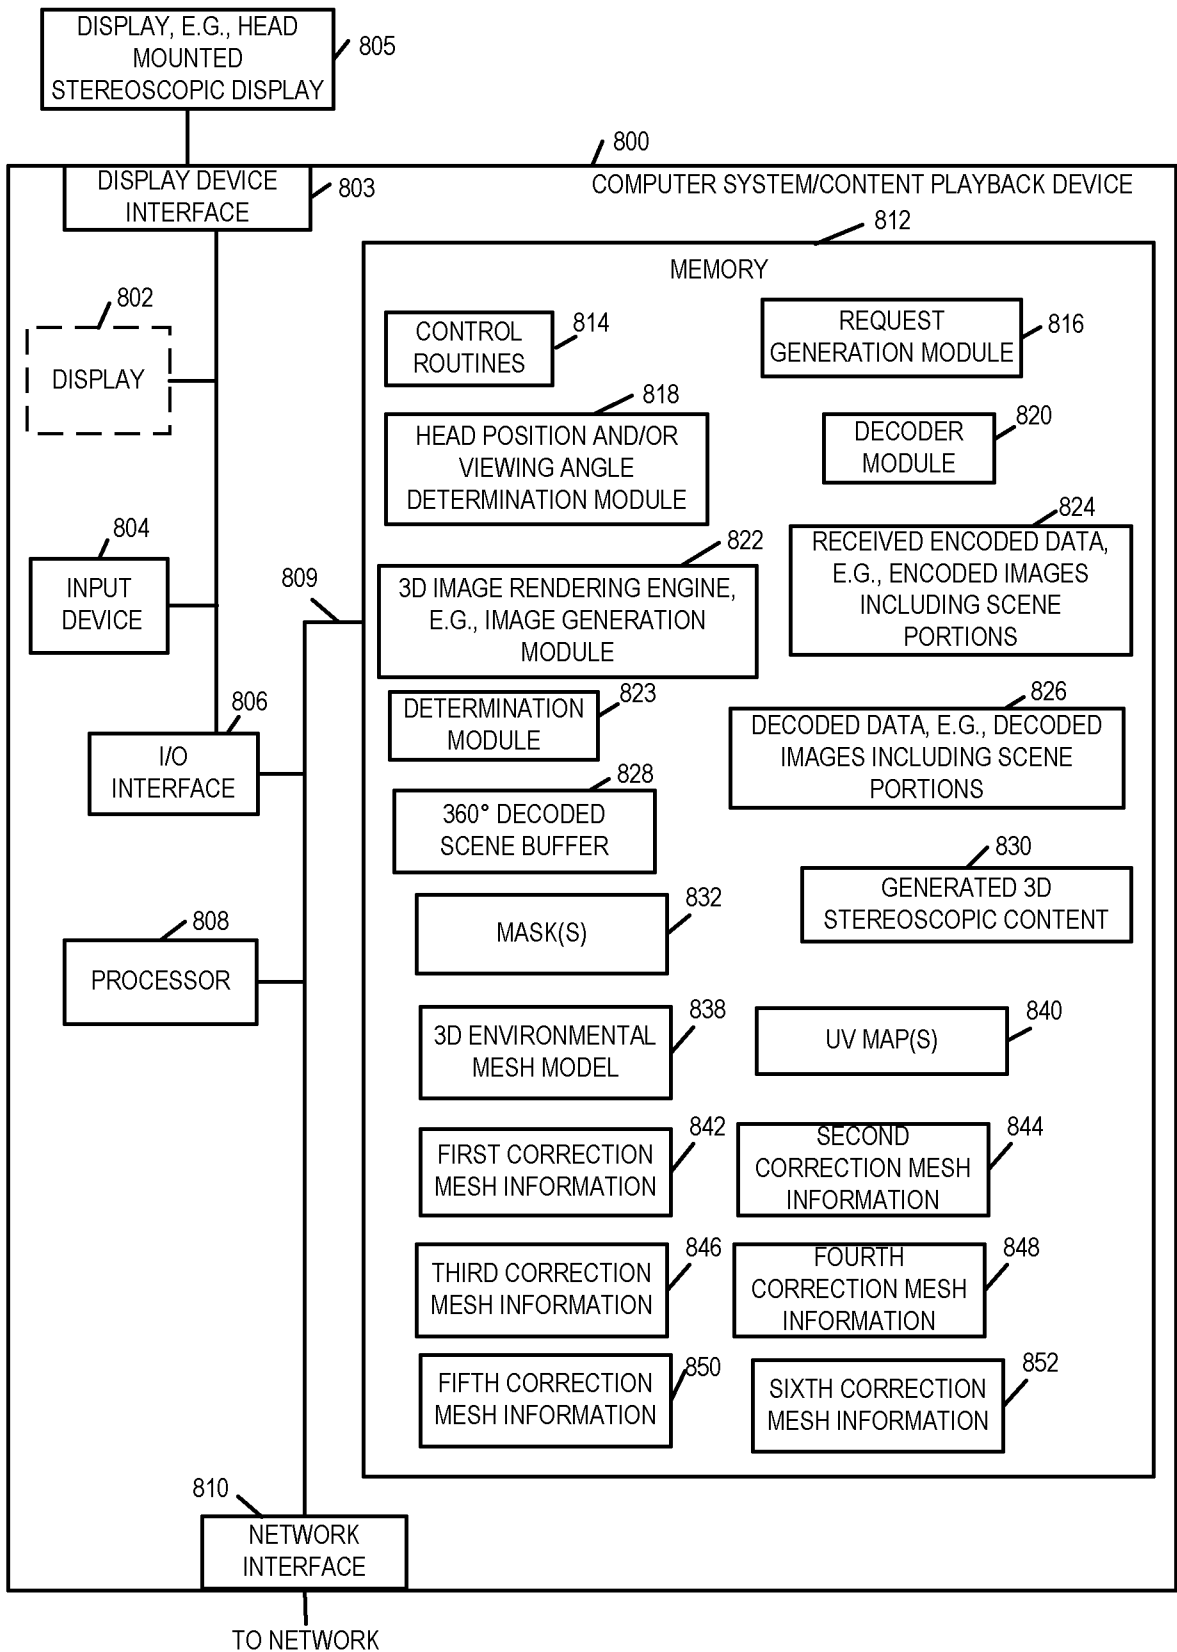 DISPLAY, E.G., HEAD
MOUNTED
STEREOSCOPIC DISPLAY
805
800
DISPLAY DEVICE
INTERFACE
803
COMPUTER SYSTEM/CONTENT PLAYBACK DEVICE
812
MEMORY
802
DISPLAY
814
CONTROL
ROUTINES
REQUEST
GENERATION MODULE
816
818
HEAD POSITION AND/OR
VIEWING ANGLE
DETERMINATION MODULE
820
DECODER
MODULE
804
INPUT
DEVICE
809
822
3D IMAGE RENDERING ENGINE,
E.G., IMAGE GENERATION
MODULE
824
RECEIVED ENCODED DATA,
E.G., ENCODED IMAGES
INCLUDING SCENE
PORTIONS
806
I/O
INTERFACE
823
DETERMINATION
MODULE
826
DECODED DATA, E.G., DECODED
IMAGES INCLUDING SCENE
PORTIONS
828
360° DECODED
SCENE BUFFER
830
GENERATED 3D
STEREOSCOPIC CONTENT
808
PROCESSOR
832
MASK(S)
838
3D ENVIRONMENTAL
MESH MODEL
840
UV MAP(S)
842
FIRST CORRECTION
MESH INFORMATION
844
SECOND
CORRECTION MESH
INFORMATION
846
THIRD CORRECTION
MESH INFORMATION
848
FOURTH
CORRECTION MESH
INFORMATION
850
FIFTH CORRECTION
MESH INFORMATION
852
SIXTH CORRECTION
MESH INFORMATION
810
NETWORK
INTERFACE
TO NETWORK